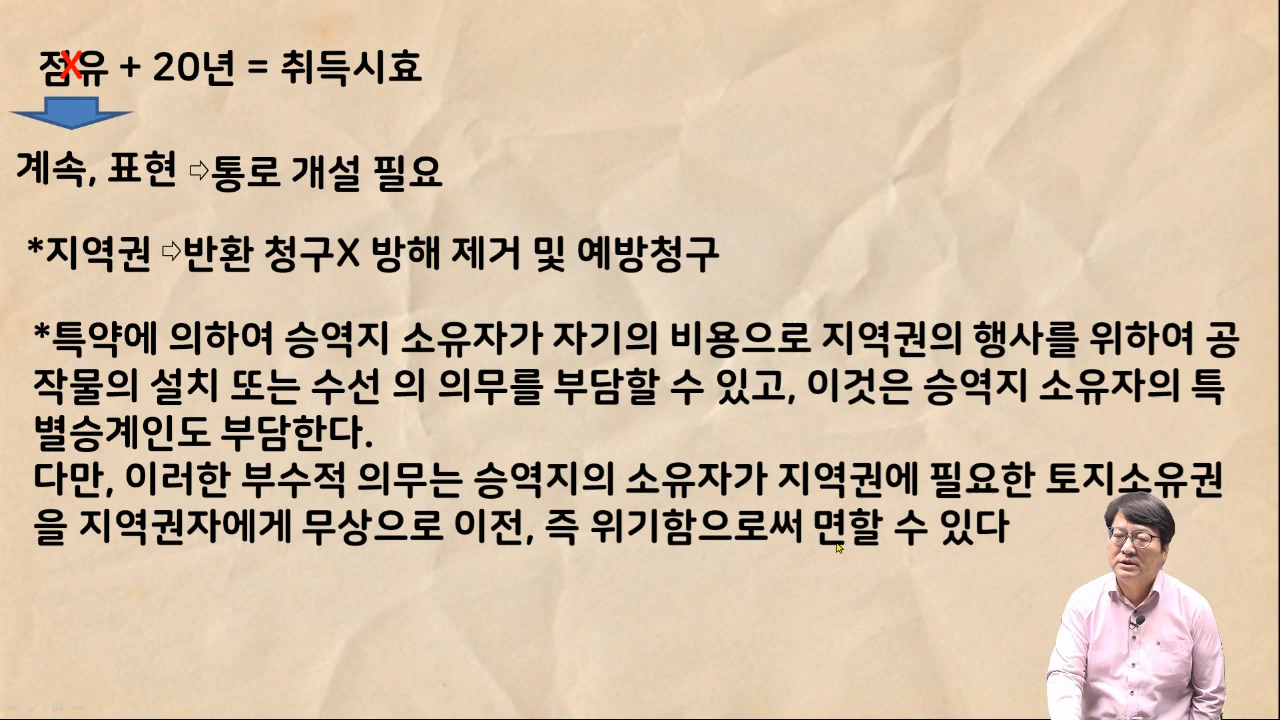 점유 + 20년 = 취득시효
계속, 표현 ⇨통로 개설 필요
*지역권 ⇨반환 청구X 방해 제거 및 예방청구
*특약에 의하여 승역지 소유자가 자기의 비용으로 지역권의 행사를 위하여 공
작물의 설치 또는 수선 의 의무를 부담할 수 있고, 이것은 승역지 소유자의 특
별승계인도 부담한다.
다만, 이러한 부수적 의무는 승역지의 소유자가 지역권에 필요한 토지소유권
을 지역권자에게 무상으로 이전, 즉 위기함으로써 면할 수 있다